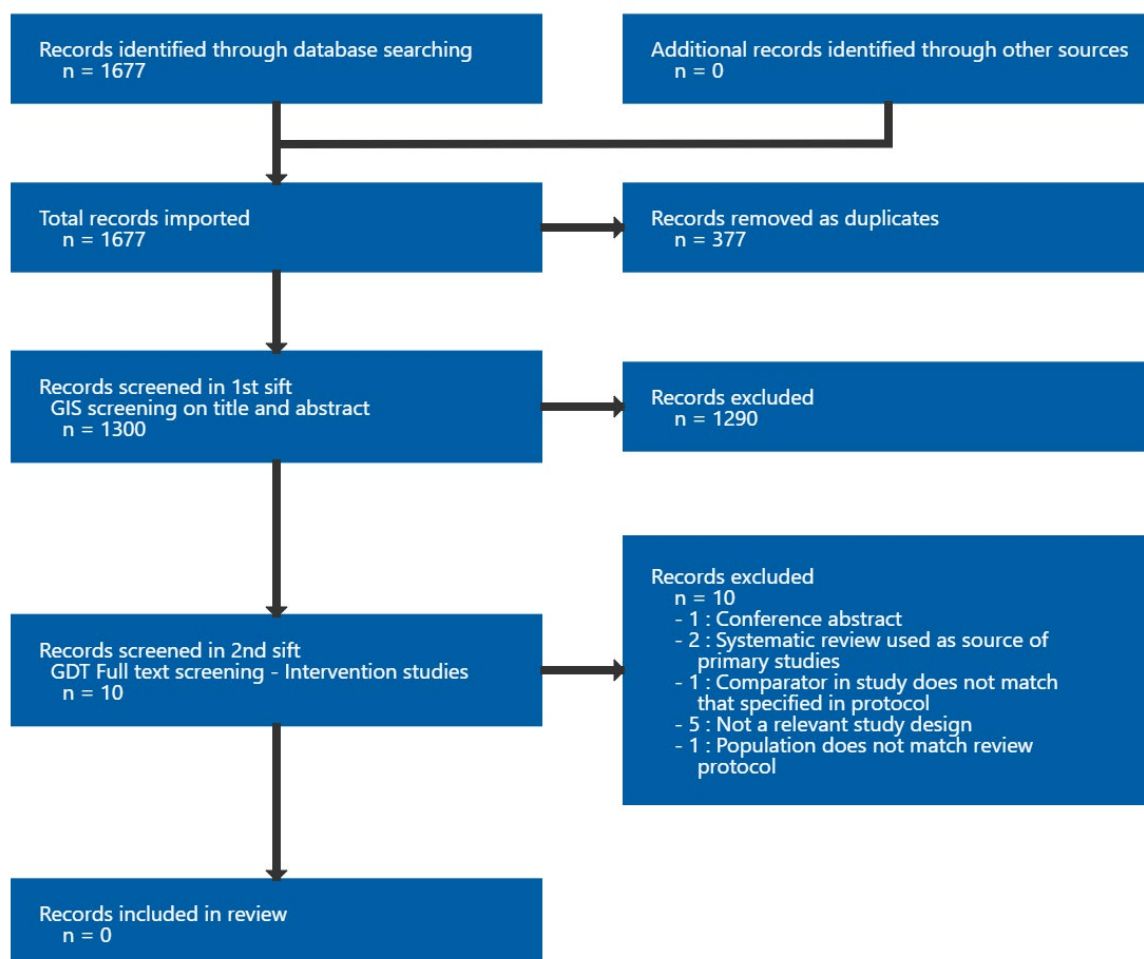 Records identified through database searching
n = 1677
Additional records identified through other sources
n = 0
Total records imported
n = 1677
Records removed as duplicates
n = 377
Records screened in 1st sift
GIS screening on title and abstract
n = 1300
Records excluded
n = 1290
Records screened in 2nd sift
GDT Full text screening - Intervention studies
n = 10
Records excluded
n = 10
- 1 : Conference abstract
- 2 : Systematic review used as source of
primary studies
- 1 : Comparator in study does not match
that specified in protocol
- 5 : Not a relevant study design
- 1 : Population does not match review
protocol
Records included in review
n = 0